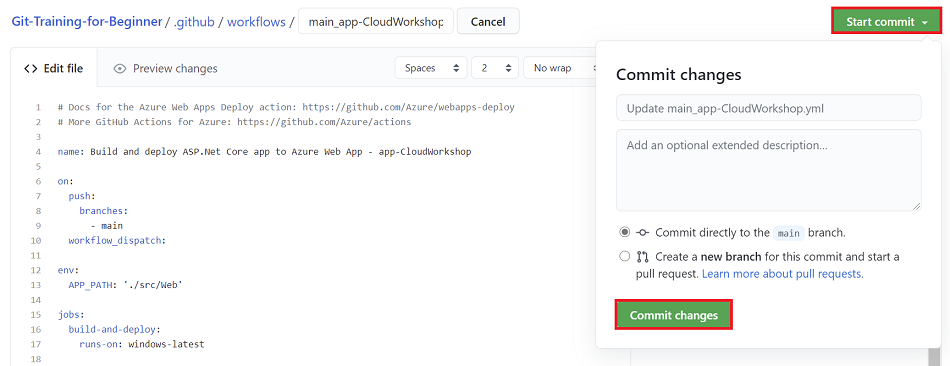 Git-Training-for-Beginner / .github / workflows / main_app-CloudWorkshop Cancel Start commit
Edit file Preview changes Spaces 2 No wrap
Commit changes
Update main_app-CloudWorkshop.yml
Add an optional extended description...
Commit directly to the main branch.
Create a new branch for this commit and start a
pull request. Learn more about pull requests.
Commit changes
1 # Docs for the Azure Web Apps Deploy action: https://github.com/Azure/webapps-deploy
2 # More GitHub Actions for Azure: https://github.com/Azure/actions
3
4 name: Build and deploy ASP.Net Core app to Azure Web App - app-CloudWorkshop
5
6 on:
7 push:
8 branches:
9 - main
10 workflow_dispatch:
11
12 env:
13 APP_PATH: './src/Web'
14
15 jobs:
16 build-and-deploy:
17 runs-on: windows-latest
18